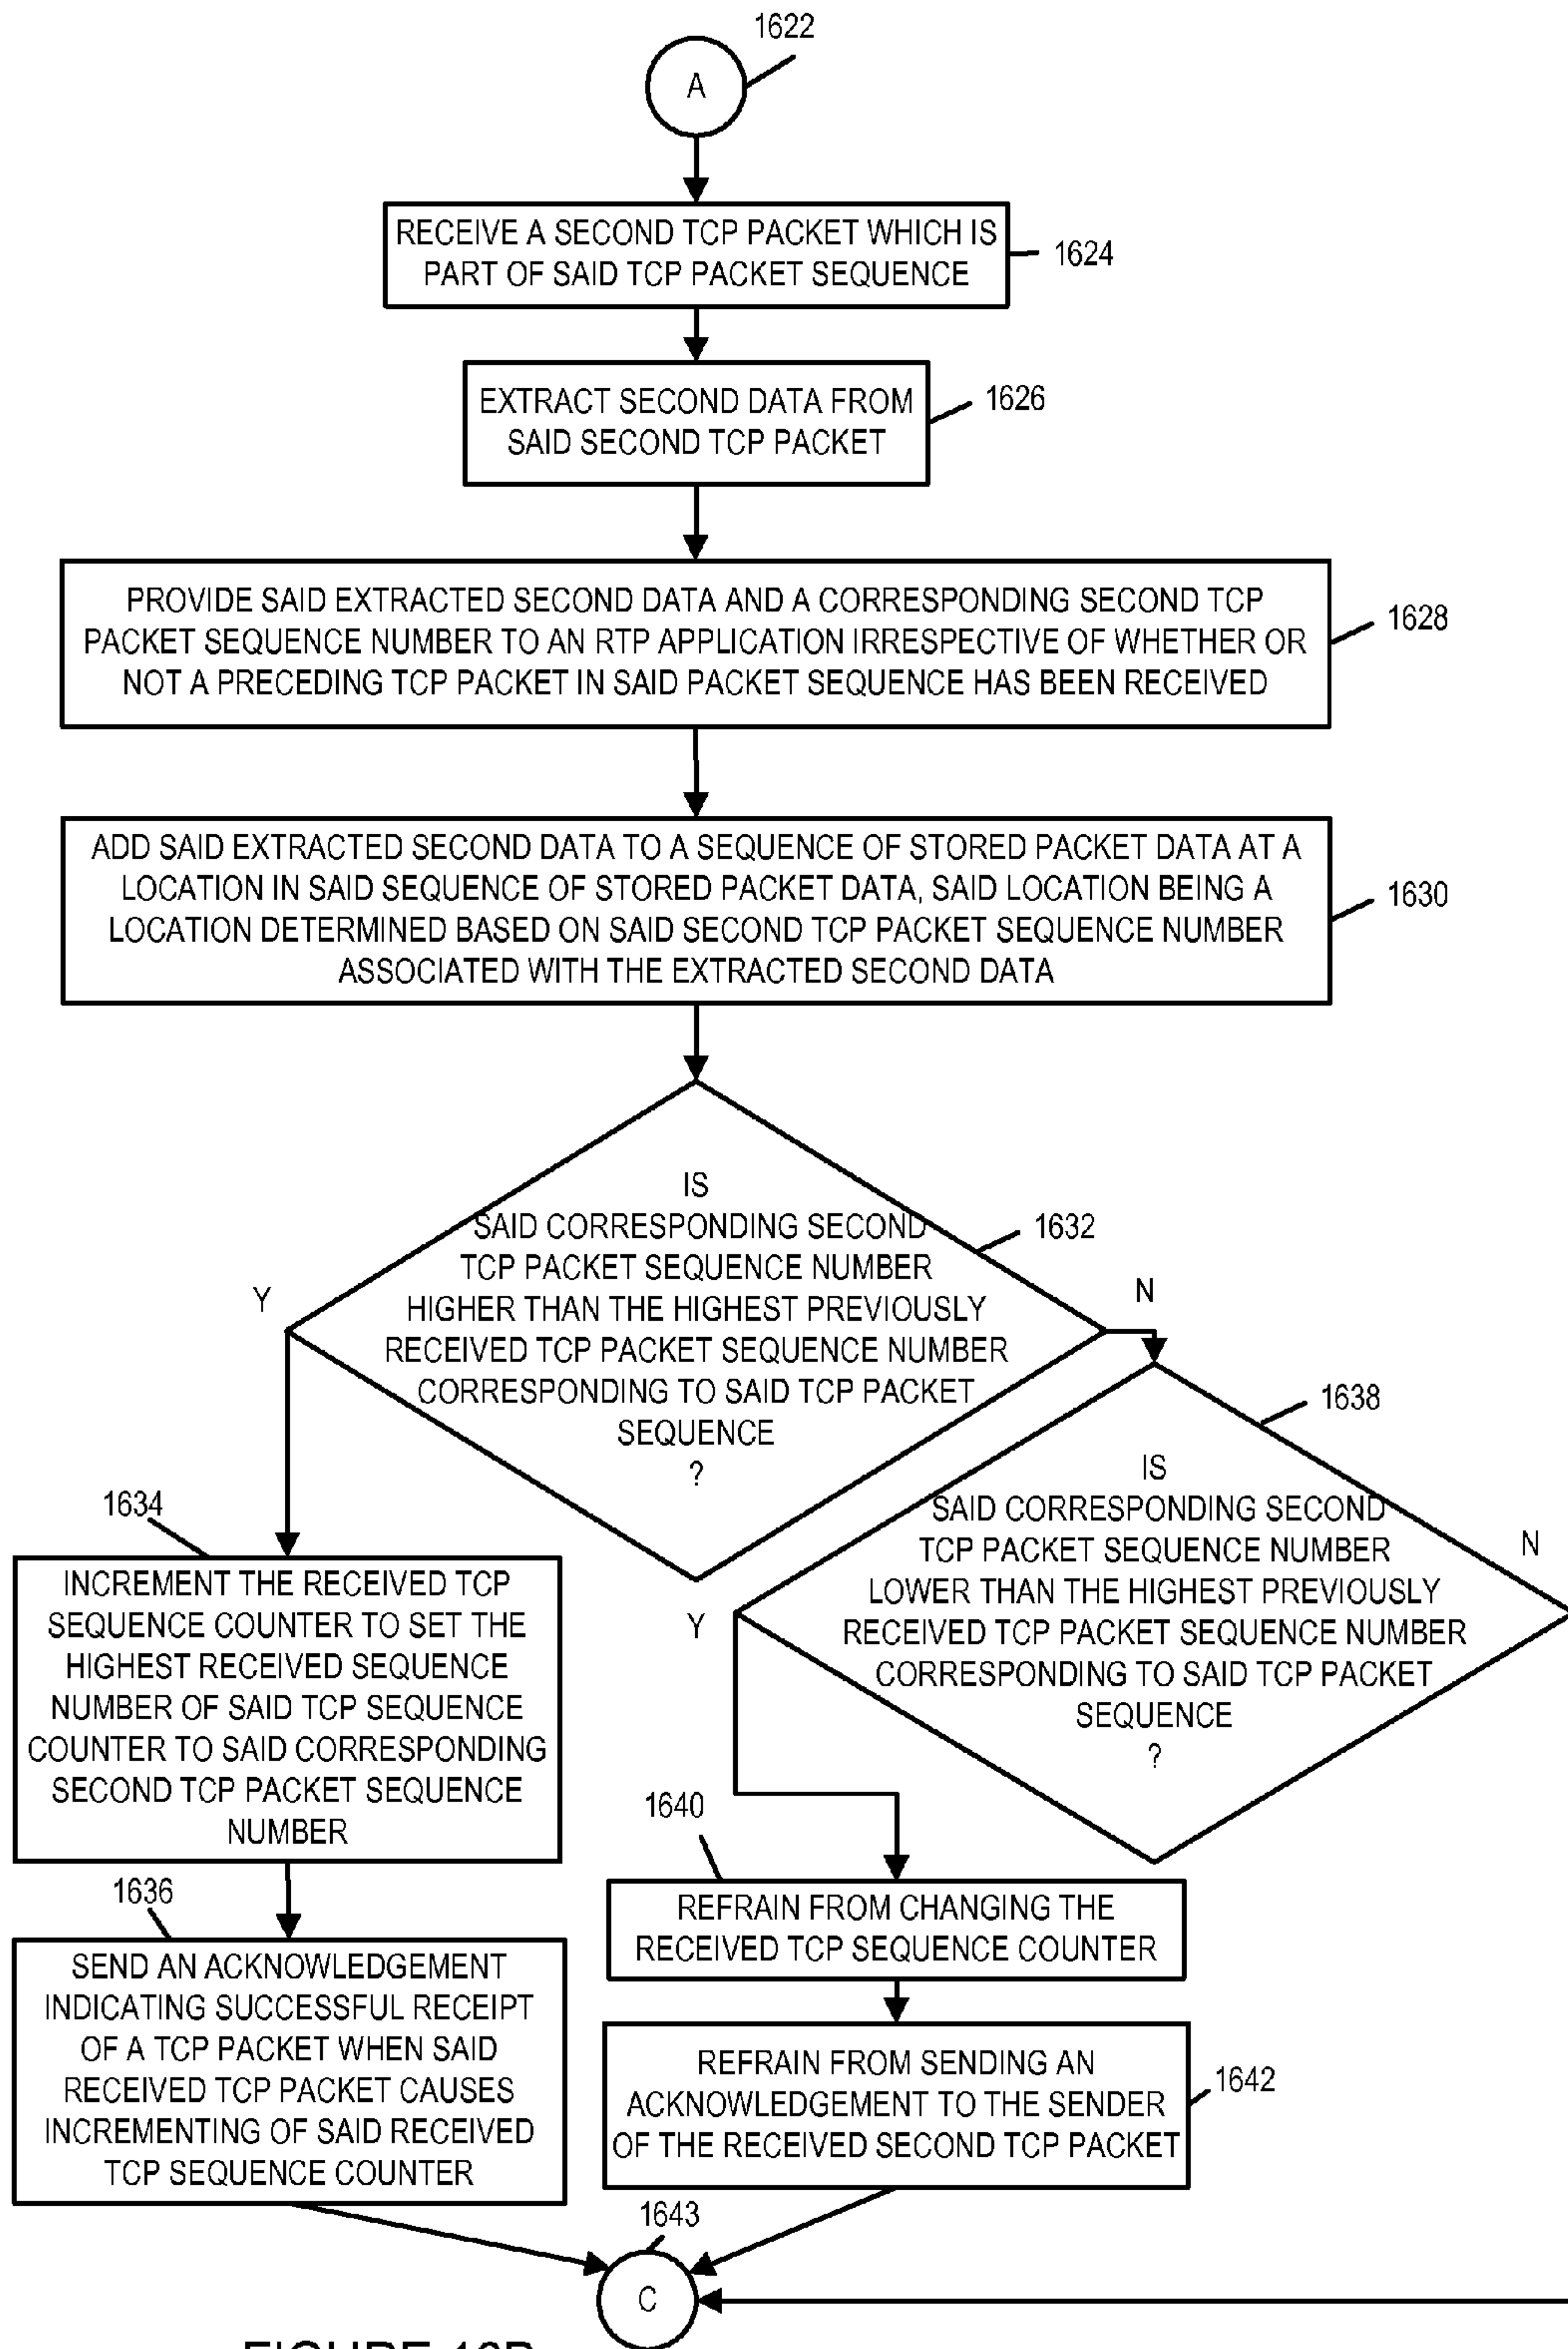 1622
A
RECEIVE A SECOND TCP PACKET WHICH IS
PART OF SAID TCP PACKET SEQUENCE
1624
EXTRACT SECOND DATA FROM
SAID SECOND TCP PACKET
1626
PROVIDE SAID EXTRACTED SECOND DATA AND A CORRESPONDING SECOND TCP
PACKET SEQUENCE NUMBER TO AN RTP APPLICATION IRRESPECTIVE OF WHETHER OR
NOT A PRECEDING TCP PACKET IN SAID PACKET SEQUENCE HAS BEEN RECEIVED
1628
ADD SAID EXTRACTED SECOND DATA TO A SEQUENCE OF STORED PACKET DATA AT A
LOCATION IN SAID SEQUENCE OF STORED PACKET DATA, SAID LOCATION BEING A
LOCATION DETERMINED BASED ON SAID SECOND TCP PACKET SEQUENCE NUMBER
ASSOCIATED WITH THE EXTRACTED SECOND DATA
1630
IS
SAID CORRESPONDING SECOND
TCP PACKET SEQUENCE NUMBER
HIGHER THAN THE HIGHEST PREVIOUSLY
RECEIVED TCP PACKET SEQUENCE NUMBER
CORRESPONDING TO SAID TCP PACKET
SEQUENCE
?
1632
Y
N
1638
IS
SAID CORRESPONDING SECOND
TCP PACKET SEQUENCE NUMBER
LOWER THAN THE HIGHEST PREVIOUSLY
RECEIVED TCP PACKET SEQUENCE NUMBER
CORRESPONDING TO SAID TCP PACKET
SEQUENCE
?
N
Y
1634
INCREMENT THE RECEIVED TCP
SEQUENCE COUNTER TO SET THE
HIGHEST RECEIVED SEQUENCE
NUMBER OF SAID TCP SEQUENCE
COUNTER TO SAID CORRESPONDING
SECOND TCP PACKET SEQUENCE
NUMBER
1636
SEND AN ACKNOWLEDGEMENT
INDICATING SUCCESSFUL RECEIPT
OF A TCP PACKET WHEN SAID
RECEIVED TCP PACKET CAUSES
INCREMENTING OF SAID RECEIVED
TCP SEQUENCE COUNTER
1640
REFRAIN FROM CHANGING THE
RECEIVED TCP SEQUENCE COUNTER
REFRAIN FROM SENDING AN
ACKNOWLEDGEMENT TO THE SENDER
OF THE RECEIVED SECOND TCP PACKET
1642
1643
C
FIGURE